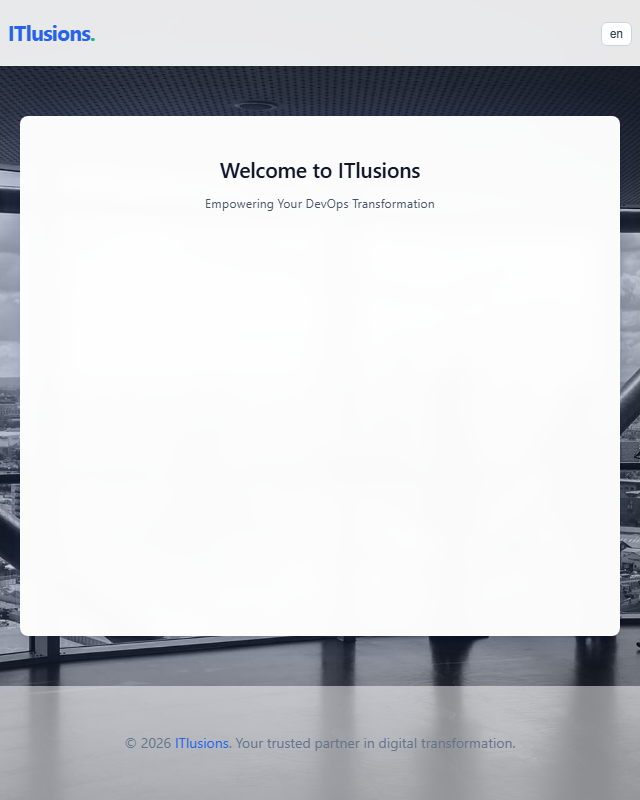 ITlusions.
en
Welcome to ITlusions
Empowering Your DevOps Transformation
© 2026 ITlusions. Your trusted partner in digital transformation.